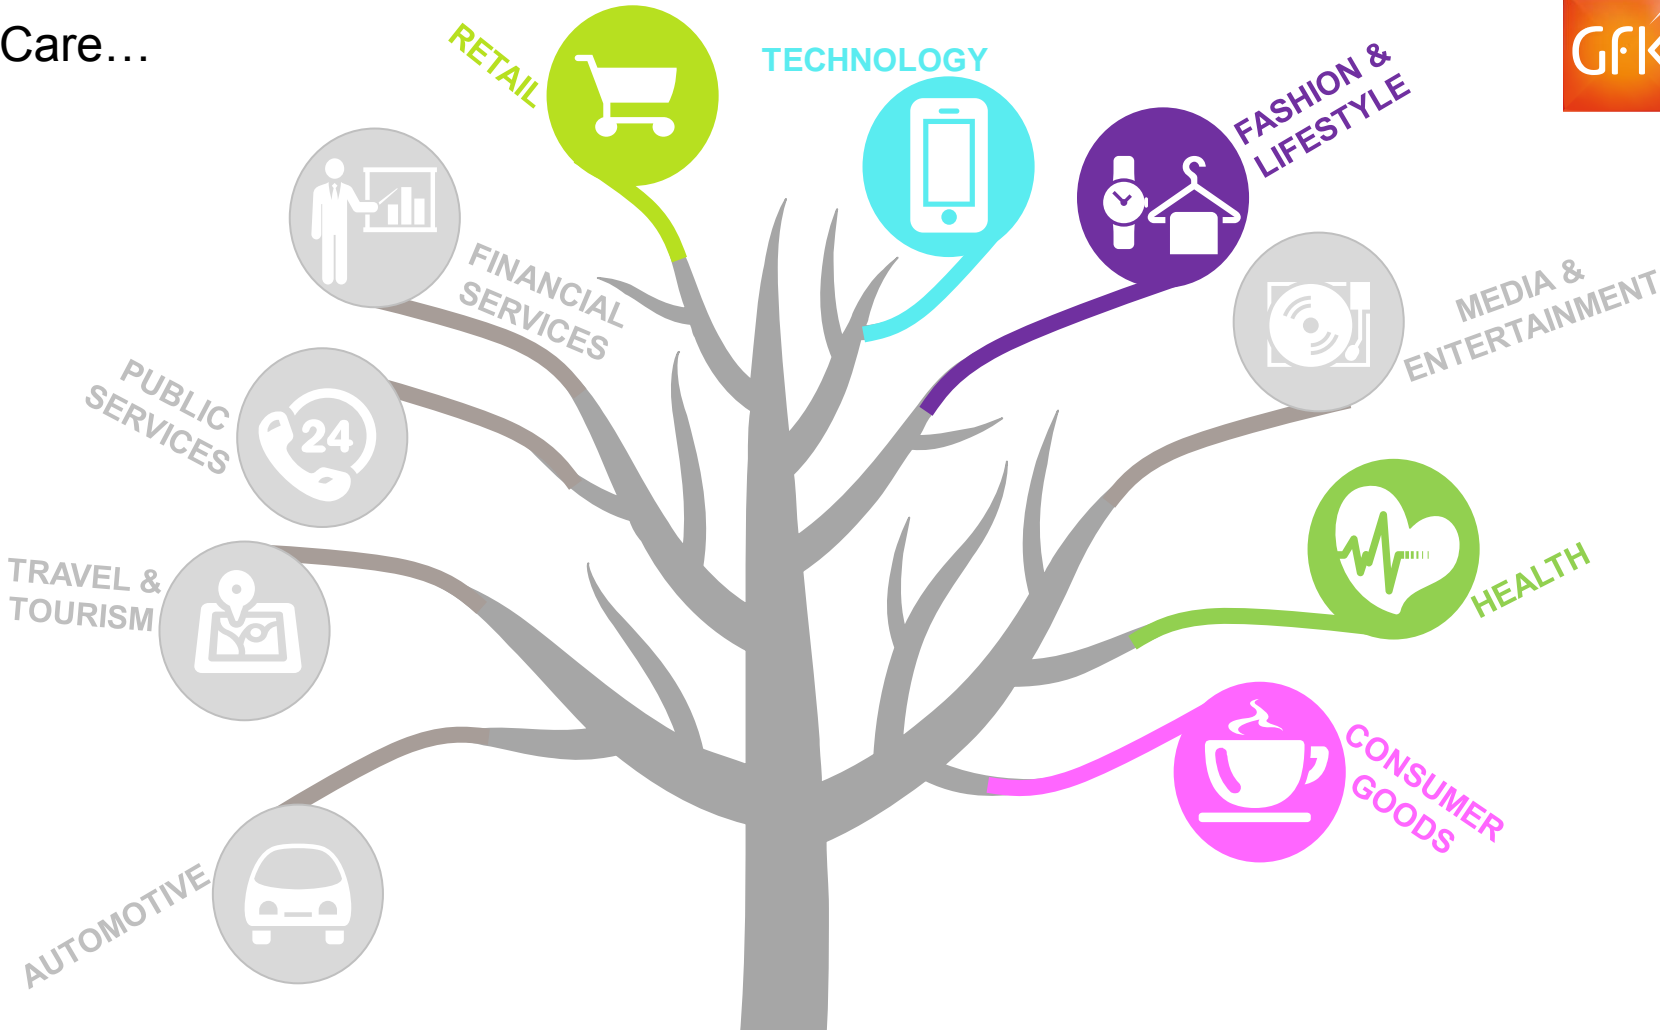 Care…
GfK
RETAIL
TECHNOLOGY
FASHION &
LIFESTYLE
FINANCIAL
SERVICES
MEDIA &
ENTERTAINMENT
PUBLIC
SERVICES
24
TRAVEL &
TOURISM
HEALTH
CONSUMER
GOODS
AUTOMOTIVE